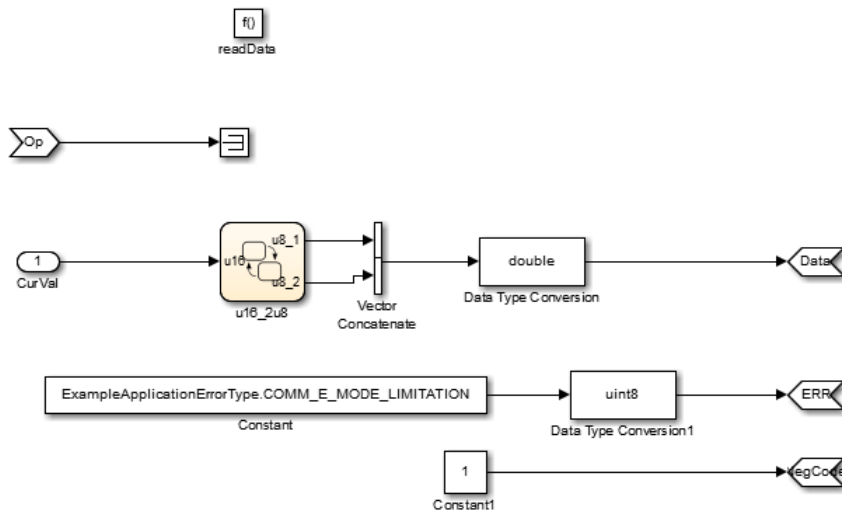 f()
readData
Op
1
CurVal
u16
u8_1
u8_2
u16_2u8
Vector
Concatenate
double
Data Type Conversion
Data
ExampleApplicationErrorType.COMM_E_MODE_LIMITATION
Constant
uint8
Data Type Conversion1
ERR
1
Constant1